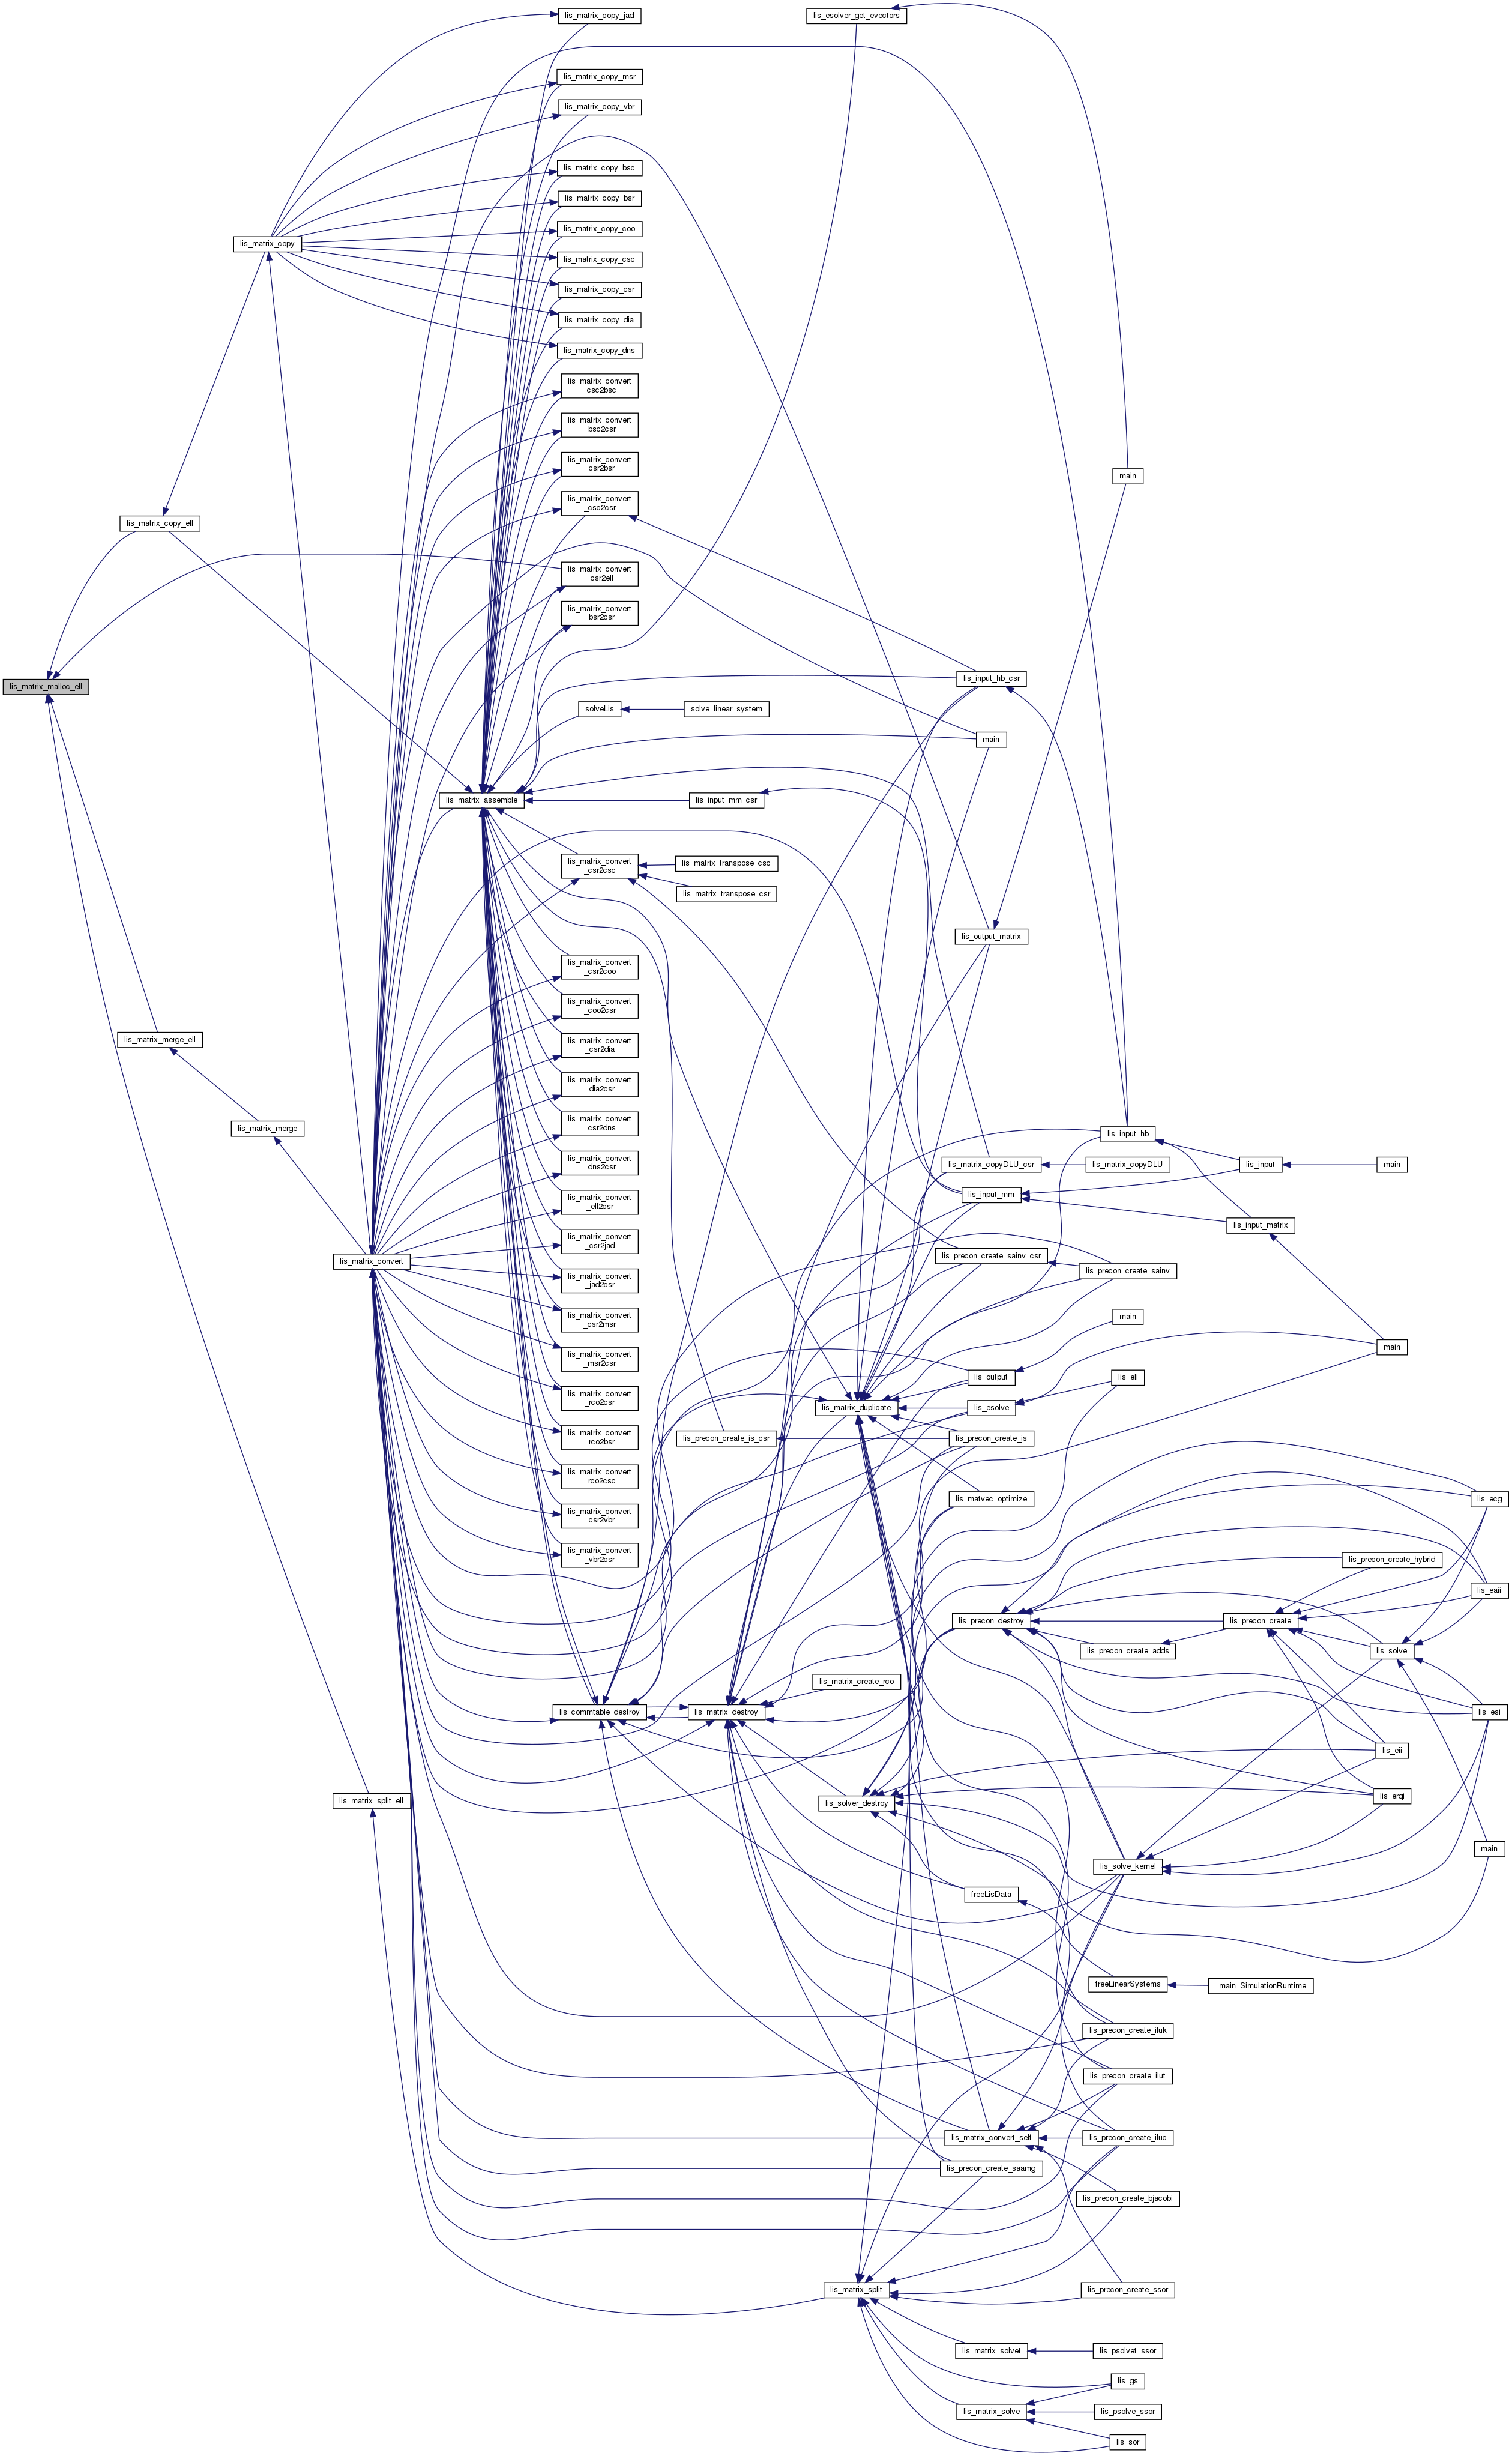 lis_matrix_copy_jad
lis_esolver_get_evectors
lis_matrix_copy_msr
lis_matrix_copy_vbr
lis_matrix_copy_bsc
lis_matrix_copy_bsr
lis_matrix_copy_coo
lis_matrix_copy
lis_matrix_copy_csc
lis_matrix_copy_csr
lis_matrix_copy_dia
lis_matrix_copy_dns
lis_matrix_convert
_csc2bsc
lis_matrix_convert
_bsc2csr
lis_matrix_convert
_csr2bsr
main
lis_matrix_convert
_csc2csr
lis_matrix_copy_ell
lis_matrix_convert
_csr2ell
lis_matrix_convert
_bsr2csr
lis_input_hb_csr
lis_matrix_malloc_ell
solveLis
solve_linear_system
main
lis_matrix_assemble
lis_input_mm_csr
lis_matrix_convert
_csr2csc
lis_matrix_transpose_csc
lis_matrix_transpose_csr
lis_output_matrix
lis_matrix_convert
_csr2coo
lis_matrix_convert
_coo2csr
lis_matrix_merge_ell
lis_matrix_convert
_csr2dia
lis_matrix_convert
_dia2csr
lis_matrix_merge
lis_matrix_convert
_csr2dns
lis_input_hb
lis_matrix_convert
_dns2csr
lis_matrix_copyDLU_csr
lis_matrix_copyDLU
lis_input
main
lis_matrix_convert
_ell2csr
lis_input_mm
lis_input_matrix
lis_matrix_convert
_csr2jad
lis_matrix_convert
lis_precon_create_sainv_csr
lis_precon_create_sainv
lis_matrix_convert
_jad2csr
lis_matrix_convert
_csr2msr
main
lis_matrix_convert
_msr2csr
main
lis_output
lis_eli
lis_matrix_convert
_rco2csr
lis_matrix_duplicate
lis_esolve
lis_matrix_convert
_rco2bsr
lis_precon_create_is_csr
lis_precon_create_is
lis_matrix_convert
_rco2csc
lis_matvec_optimize
lis_ecg
lis_matrix_convert
_csr2vbr
lis_matrix_convert
_vbr2csr
lis_precon_create_hybrid
lis_eaii
lis_precon_destroy
lis_precon_create
lis_precon_create_adds
lis_solve
lis_matrix_create_rco
lis_commtable_destroy
lis_matrix_destroy
lis_esi
lis_eii
lis_matrix_split_ell
lis_solver_destroy
lis_erqi
main
lis_solve_kernel
freeLisData
freeLinearSystems
_main_SimulationRuntime
lis_precon_create_iluk
lis_precon_create_ilut
lis_matrix_convert_self
lis_precon_create_iluc
lis_precon_create_saamg
lis_precon_create_bjacobi
lis_matrix_split
lis_precon_create_ssor
lis_matrix_solvet
lis_psolvet_ssor
lis_gs
lis_matrix_solve
lis_psolve_ssor
lis_sor